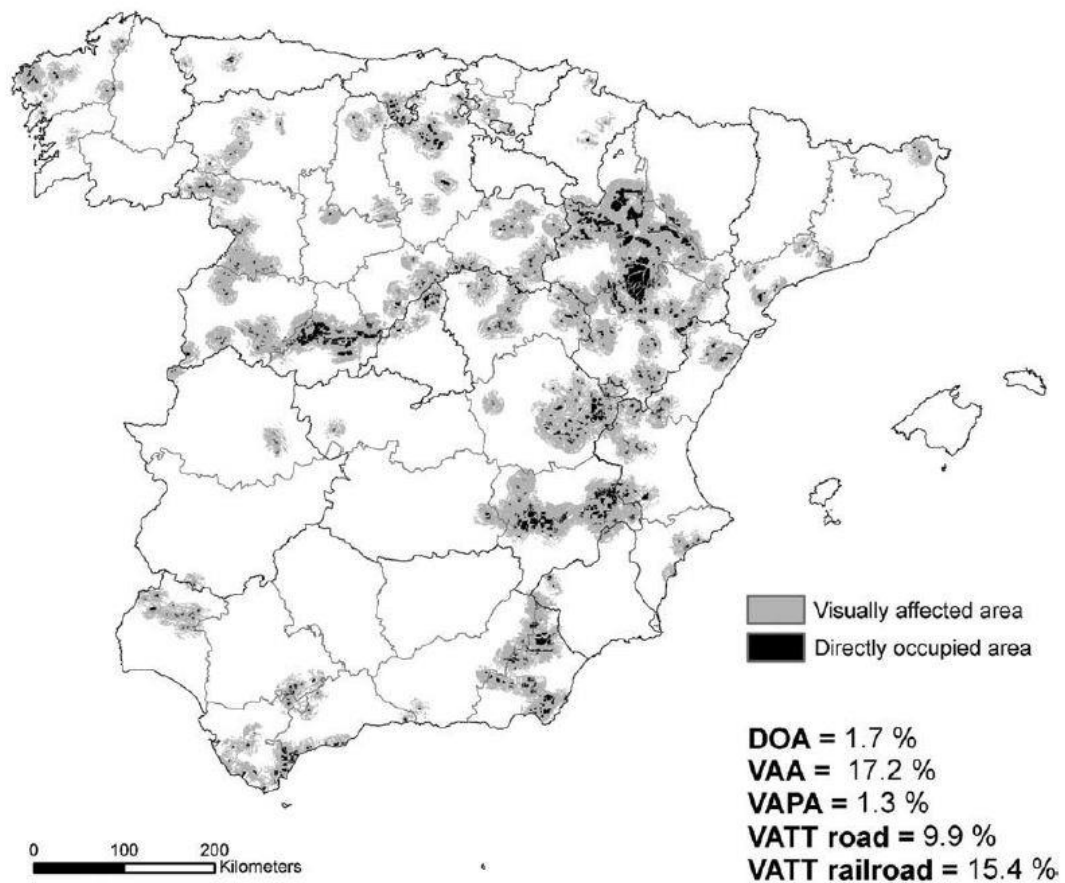 Visually affected area
Directly occupied area
DOA = 1.7 %
VAA = 17.2 %
VAPA = 1.3 %
VATT road = 9.9 %
VATT railroad = 15.4 %
0 100 200
Kilometers